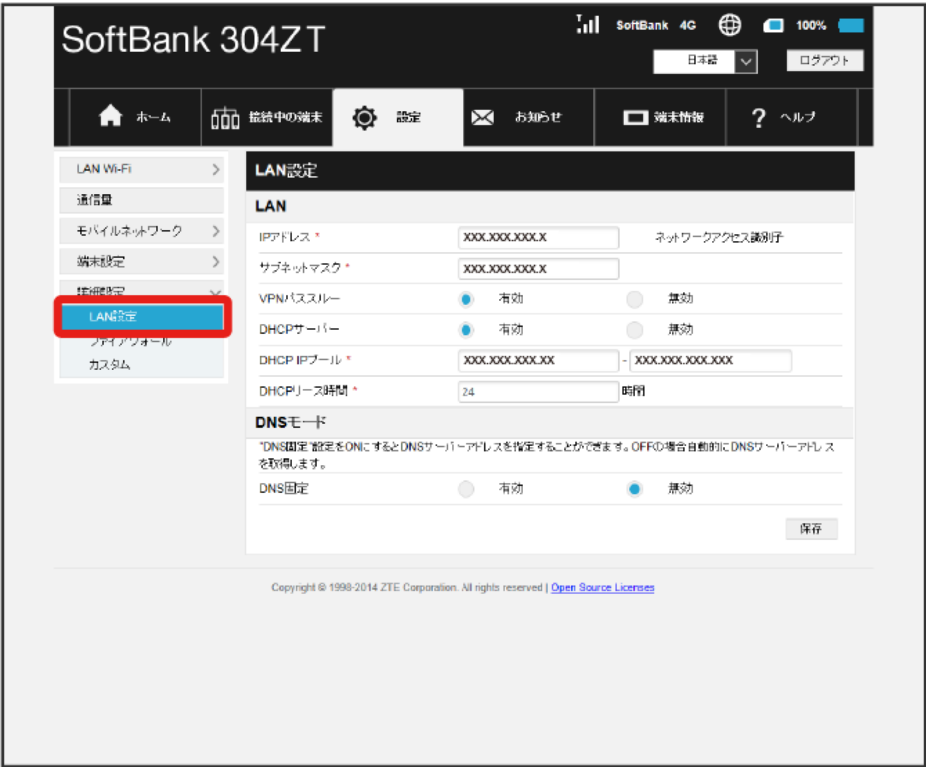 SoftBank 304ZT
SoftBank 4G 100%
日本語 ログアウト
ホーム 接続中の端末 設定 お知らせ 端末情報 ? ヘルプ
LAN Wi-Fi
通信量
モバイルネットワーク
端末設定
詳細設定
LAN設定
ファイアウォール
カスタム
LAN設定
LAN
IPアドレス * XXX.XXX.XXX.X ネットワークアクセス識別子
サブネットマスク * XXX.XXX.XXX.X
VPNパススルー 有効 無効
DHCPサーバー 有効 無効
DHCP IPプール * XXX.XXX.XXX.XX - XXX.XXX.XXX.XXX
DHCPリース時間 * 24 時間
DNSモード
"DNS固定"設定をONにするとDNSサーバーアドレスを指定することができます。OFFの場合自動的にDNSサーバーアドレス
を取得します。
DNS固定 有効 無効
保存
Copyright © 1998-2014 ZTE Corporation. All rights reserved | Open Source Licenses